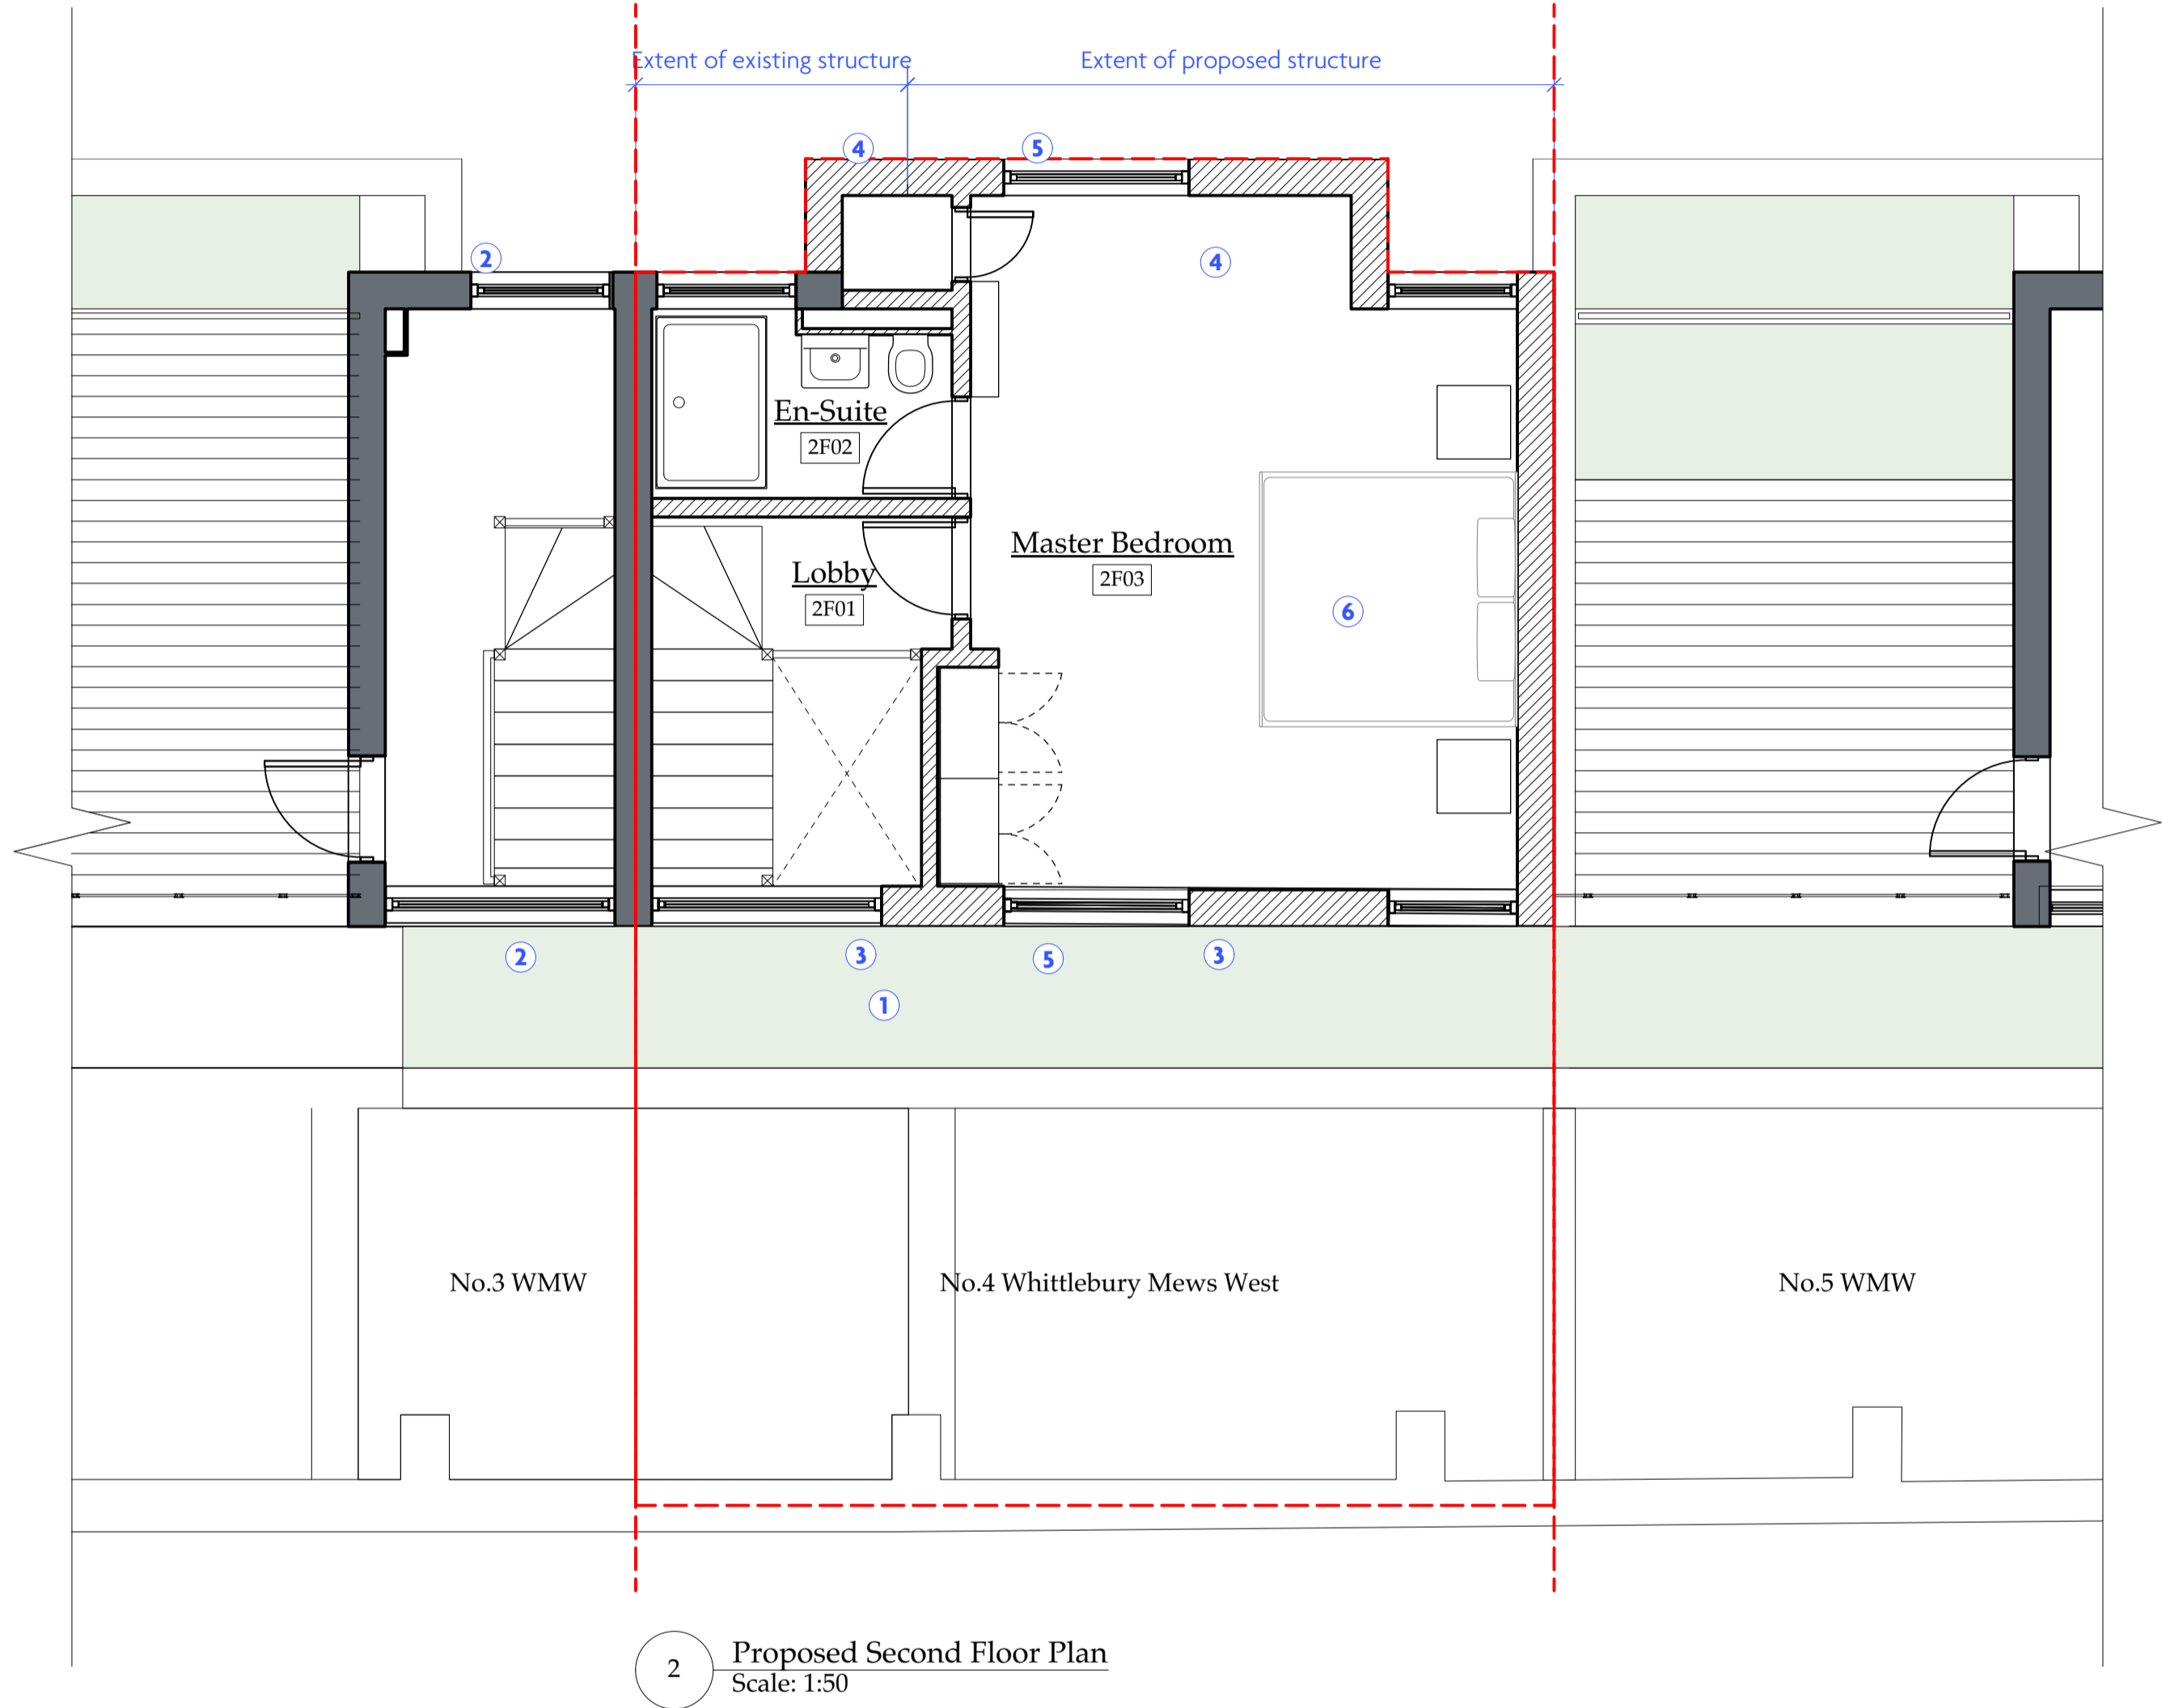 Extent of existing structure
Extent of proposed structure
4
5
2
4
En-Suite
2F02
Master Bedroom
2F03
Lobby
2F01
6
2
3
5
3
1
No.3 WMW
No.4 Whittlebury Mews West
No.5 WMW
2
Proposed Second Floor Plan
Scale: 1:50